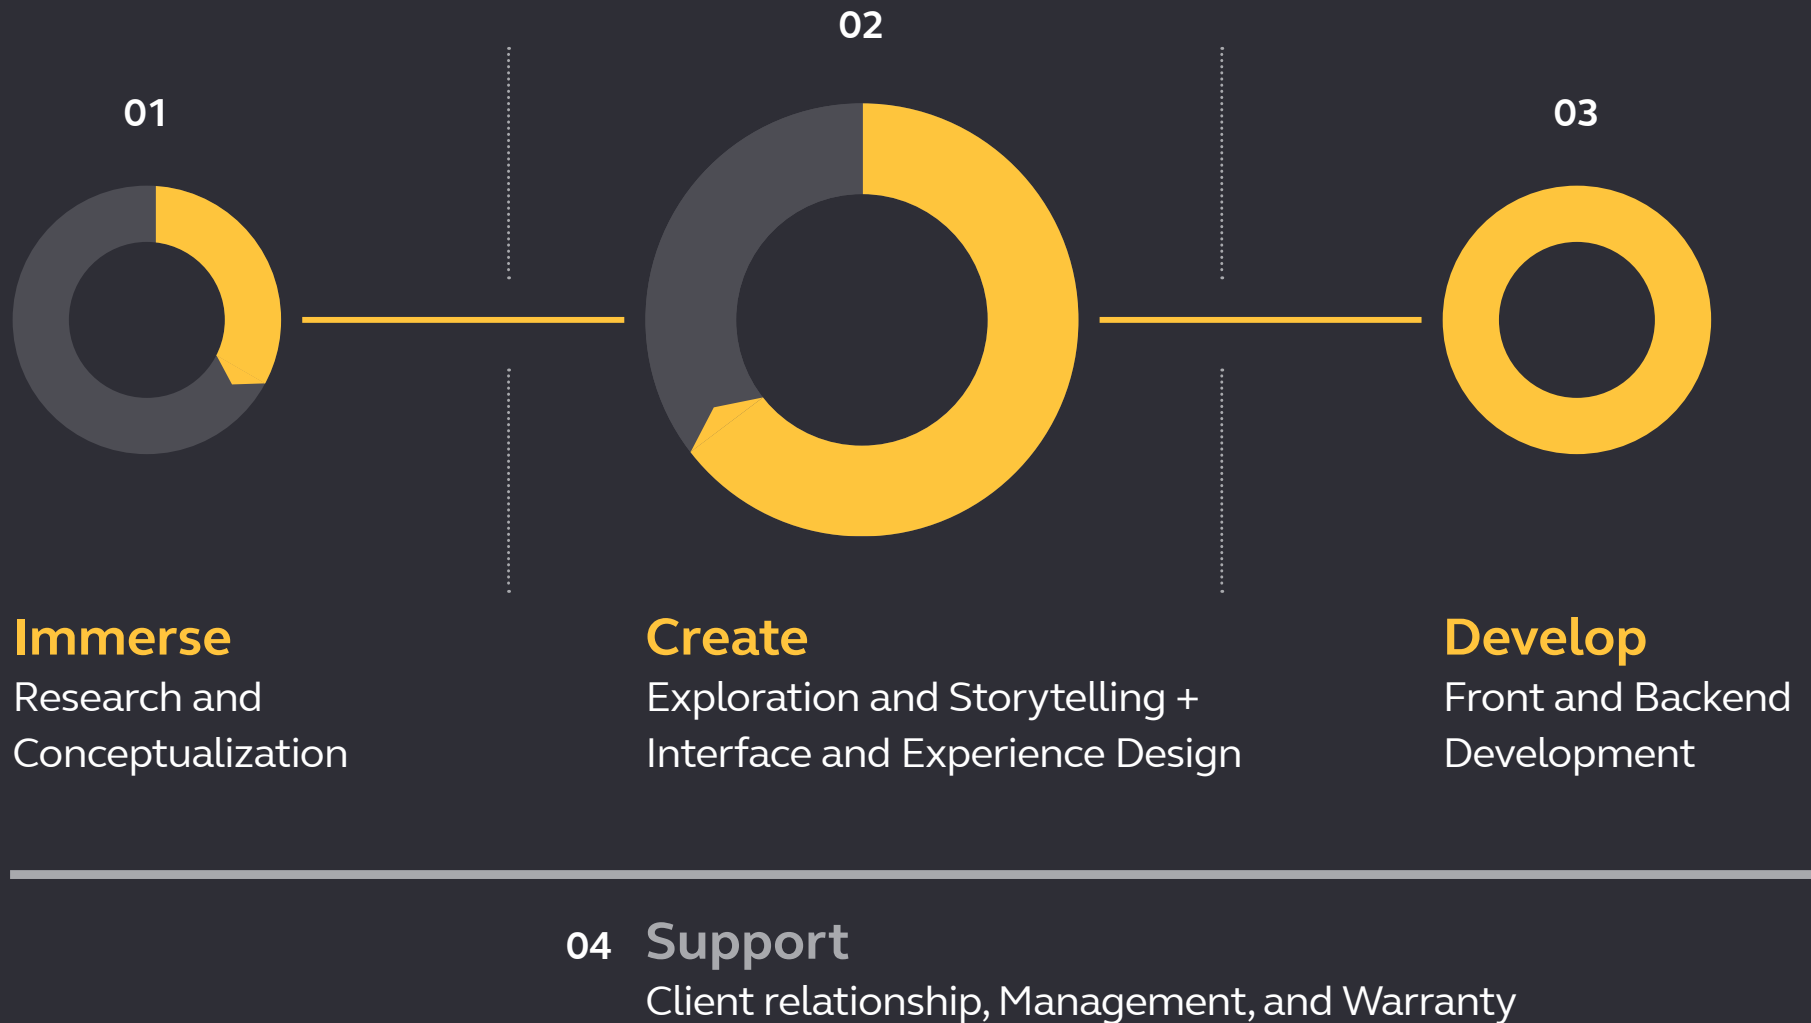 01
02
03
Immerse
Research and
Conceptualization
Create
Exploration and Storytelling +
Interface and Experience Design
Develop
Front and Backend
Development
04 Support
Client relationship, Management, and Warranty